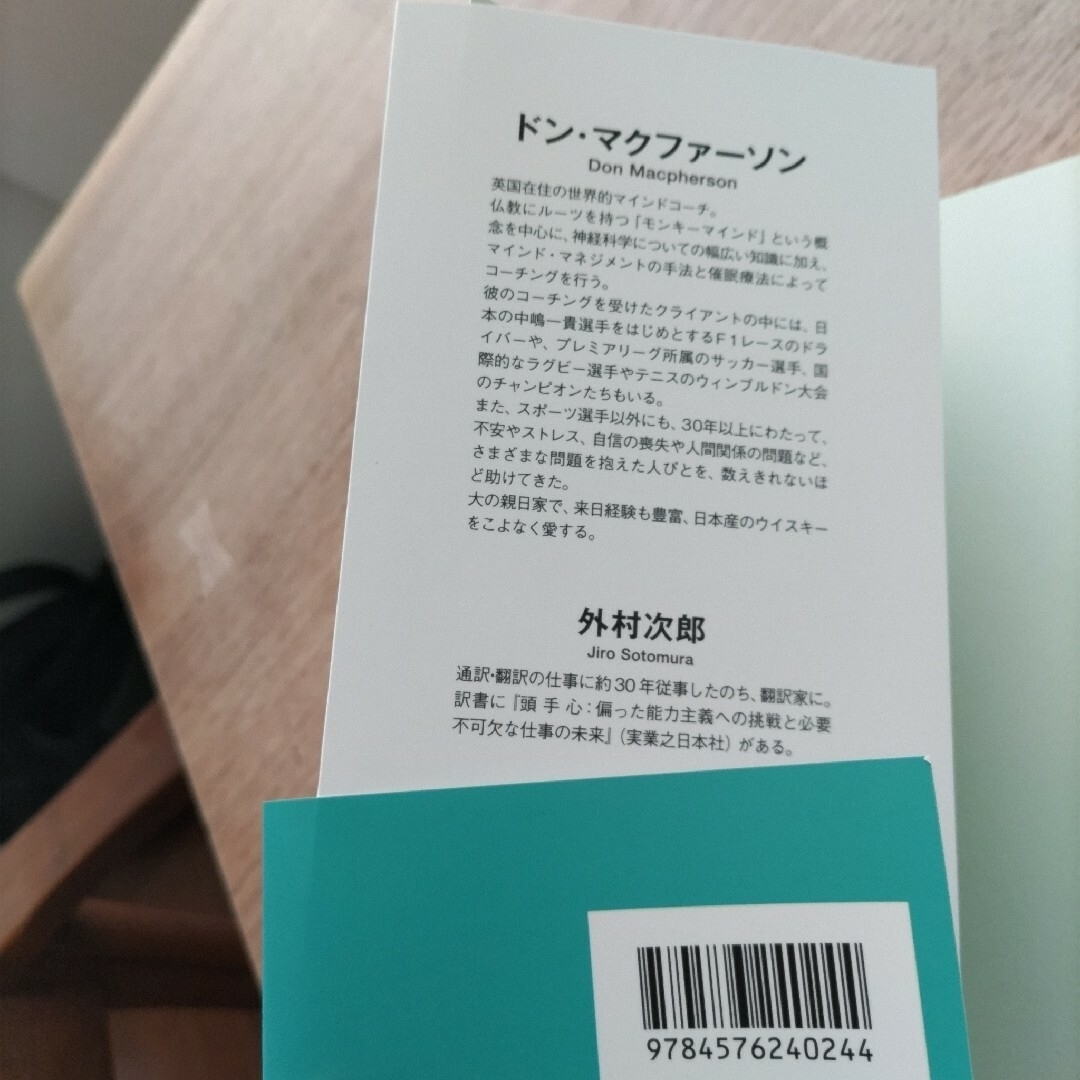 ドン・マクファーソン
Don Macpherson
英国在住の世界的マインドコーチ。
仏教にルーツを持つ「モンキーマインド」という概
念を中心に、神経科学についての幅広い知識に加え、
マインド・マネジメントの手法と催眠療法によって
コーチングを行う。
彼のコーチングを受けたクライアントの中には、日
本の中嶋一貴選手をはじめとするF1レースのドラ
イバーや、プレミアリーグ所属のサッカー選手、国
際的なラグビー選手やテニスのウィンブルドン大会
のチャンピオンたちもいる。
また、スポーツ選手以外にも、30年以上にわたって、
不安やストレス、自信の喪失や人間関係の問題など、
さまざまな問題を抱えた人びとを、数えきれないほ
ど助けてきた。
大の親日家で、来日経験も豊富、日本産のウイスキー
をこよなく愛する。
外村次郎
Jiro Sotomura
通訳・翻訳の仕事に約30年従事したのち、翻訳家に。
訳書に『頭 手 心：偏った能力主義への挑戦と必要
不可欠な仕事の未来』（実業之日本社）がある。
9784576240244